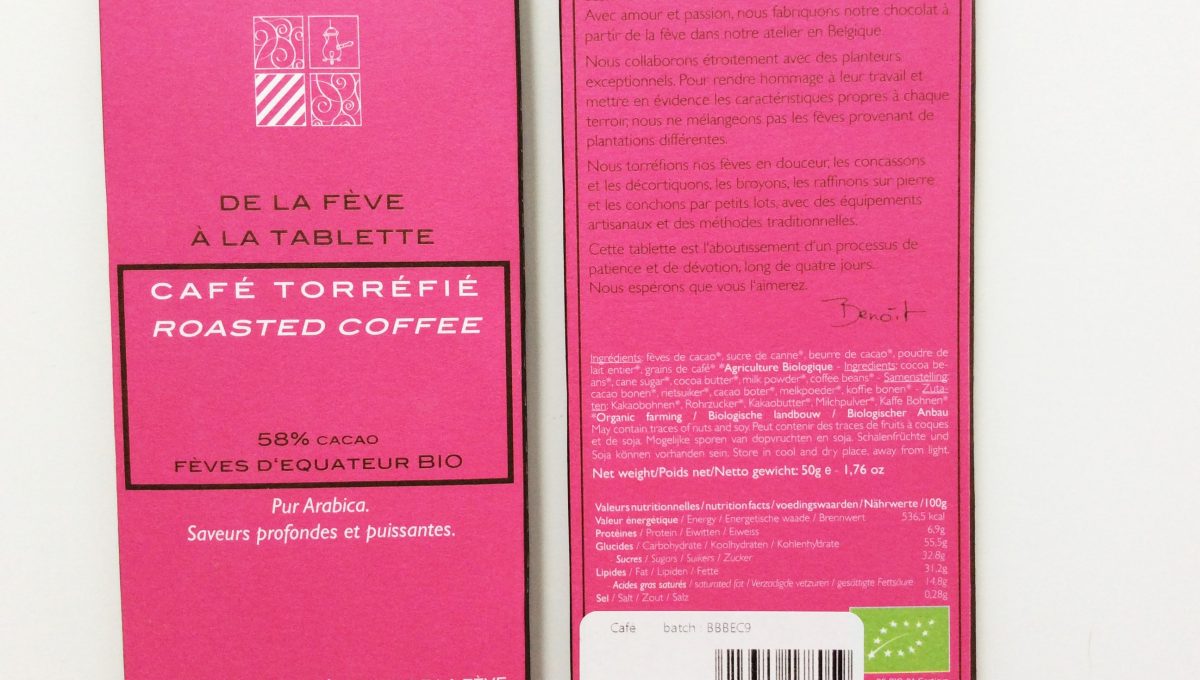 DE LA FÈVE
À LA TABLETTE
CAFÉ TORRÉFIÉ
ROASTED COFFEE
58% CACAO
FÈVES D'EQUATEUR BIO
Pur Arabica.
Saveurs profondes et puissantes.
Avec amour et passion, nous fabriquons notre chocolat à
partir de la fève dans notre atelier en Belgique.
Nous collaborons étroitement avec des planteurs
exceptionnels. Pour rendre hommage à leur travail et
mettre en évidence les caractéristiques propres à chaque
terroir, nous ne mélangeons pas les fèves provenant de
plantations différentes.
Nous torréfions nos fèves en douceur, les concassons
et les décortiquons, les broyons, les raffinons sur pierre
et les conchons par petits lots, avec des équipements
artisanaux et des méthodes traditionnelles.
Cette tablette est l'aboutissement d'un processus de
patience et de dévotion, long de quatre jours.
Nous espérons que vous l'aimerez.
Benoît
Ingrédients: fèves de cacao*, sucre de canne*, beurre de cacao*, poudre de
lait entier*, grains de café* *Agriculture Biologique - Ingredients: cocoa be-
ans*, cane sugar*, cocoa butter*, milk powder*, coffee beans* - Samenstelling:
cacao bonen*, rietsuiker*, cacao boter*, melkpoeder*, koffie bonen* - Zuta-
ten: Kakaobohnen*, Rohrzucker*, Kakaobutter*, Milchpulver*, Kaffe Bohnen*
*Organic farming / Biologische landbouw / Biologischer Anbau
May contain traces of nuts and soy. Peut contenir des traces de fruits à coques
et de soja. Mogelijke sporen van dopvruchten en soja. Schalenfrüchte und
Soja können vorhanden sein. Store in cool and dry place, away from light.
Net weight/Poids net/Netto gewicht: 50g e - 1,76 oz
Valeurs nutritionnelles / nutrition facts / voedingswaarden / Nährwerte /100g
Valeur énergétique / Energy / Energetische waade / Brennwert 536,5 kcal
Protéines / Protein / Eiwitten / Eiweiss 6,9g
Glucides / Carbohydrate / Koolhydraten / Kohlenhydrate 55,5g
Sucres / Sugars / Suikers / Zucker 32,8g
Lipides / Fat / Lipiden / Fette 31,2g
Acides gras saturés / saturated fat / Verzadigde vetzuren / gesättigte Fettsäure 14,8g
Sel / Salt / Zout / Salz 0,28g
Café batch : BBBEC9